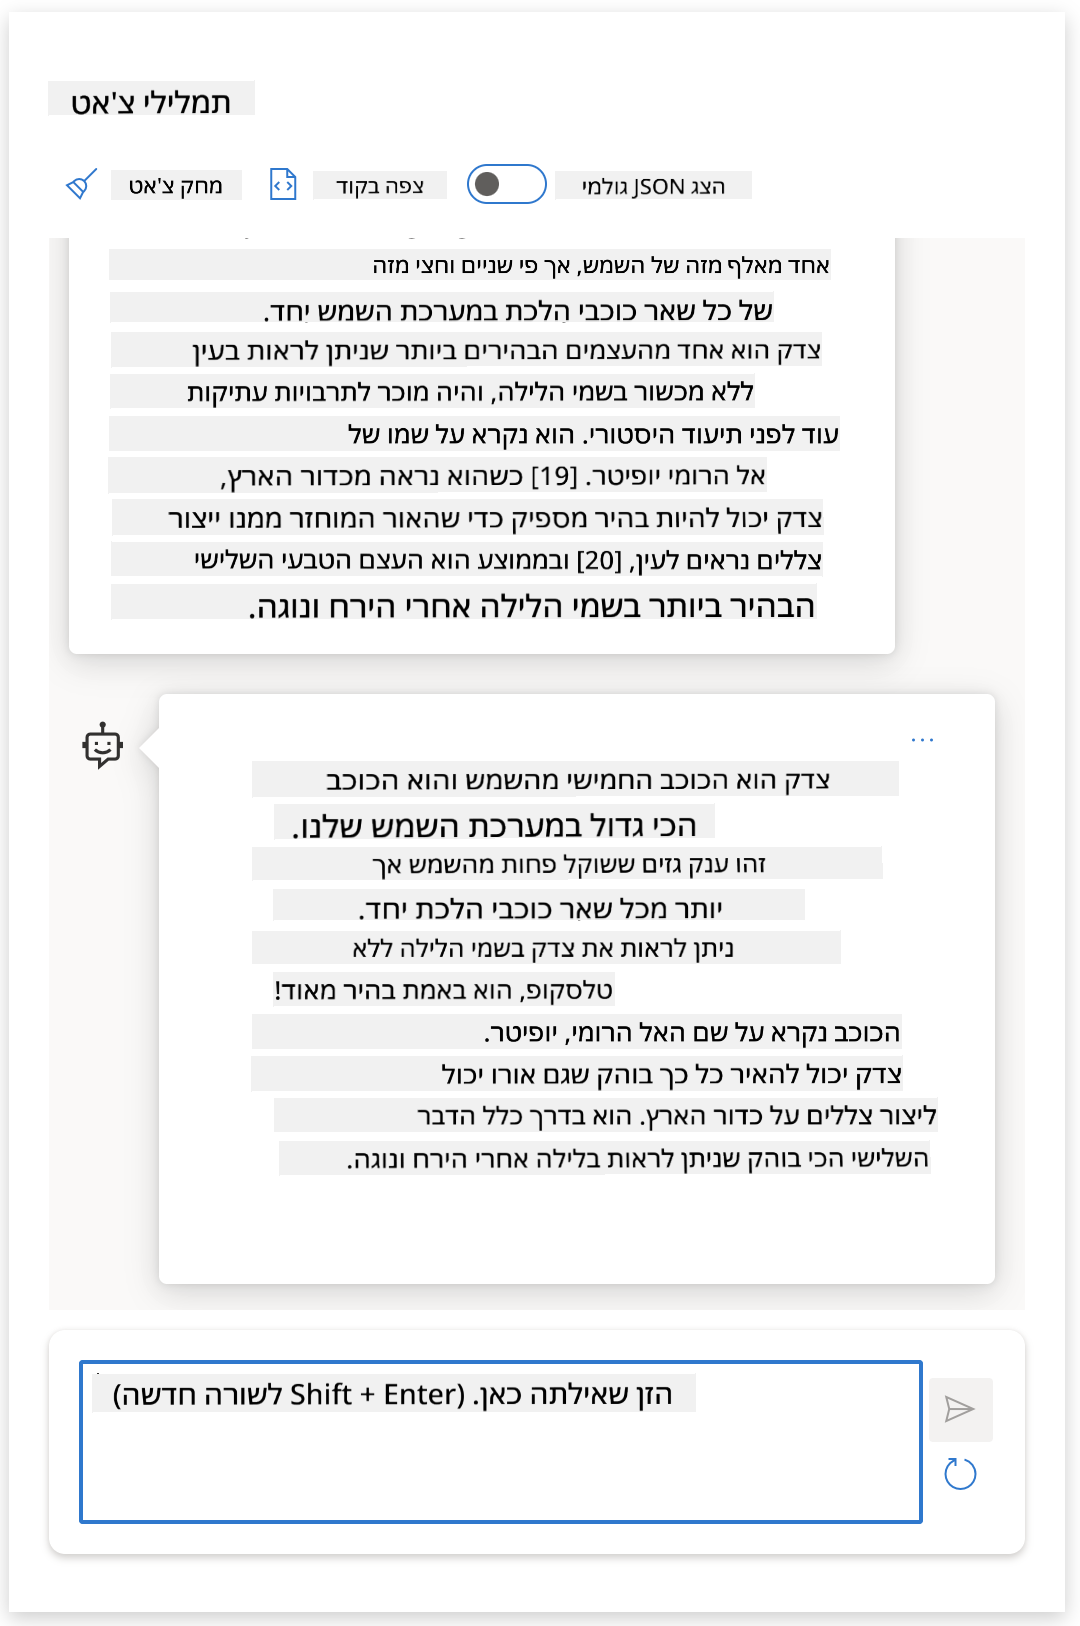 תמלילי צ'אט
מחק צ'אט
צפה בקוד
הצג JSON גולמי
אחד מאלף מזה של השמש, אך פי שניים וחצי מזה
של כל שאר כוכבי הלכת במערכת השמש יחד.
צדק הוא אחד מהעצמים הבהירים ביותר שניתן לראות בעין
ללא מכשור בשמי הלילה, והיה מוכר לתרבויות עתיקות
עוד לפני תיעוד היסטורי. הוא נקרא על שמו של
אל הרומי יופיטר. [19] כשהוא נראה מכדור הארץ,
צדק יכול להיות בהיר מספיק כדי שהאור המוחזר ממנו ייצור
צללים נראים לעין, [20] ובממוצע הוא העצם הטבעי השלישי
הבהיר ביותר בשמי הלילה אחרי הירח ונוגה.
צדק הוא הכוכב החמישי מהשמש והוא הכוכב
הכי גדול במערכת השמש שלנו.
זהו ענק גזים ששוקל פחות מהשמש אך
יותר מכל שאר כוכבי הלכת יחד.
ניתן לראות את צדק בשמי הלילה ללא
טלסקופ, הוא באמת בהיר מאוד!
הכוכב נקרא על שם האל הרומי, יופיטר.
צדק יכול להאיר כל כך בוהק שגם אורו יכול
ליצור צללים על כדור הארץ. הוא בדרך כלל הדבר
השלישי הכי בוהק שניתן לראות בלילה אחרי הירח ונוגה.
הזן שאילתה כאן. (Shift + Enter לשורה חדשה)